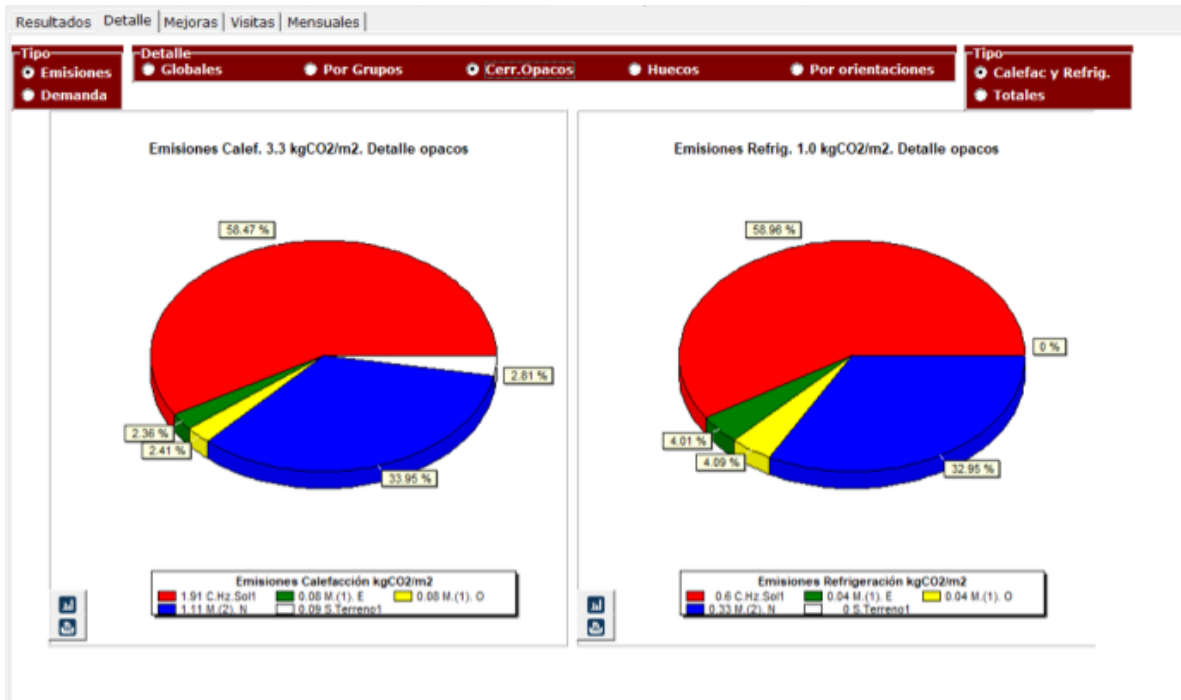 Resultados Detalle Mejoras Visitas Mensuales
Tipo
Emisiones
Demanda
Detalle
Globales Por Grupos Cerr.Opacos Huecos Por orientaciones
Tipo
Calefac y Refrig.
Totales
Emisiones Calef. 3.3 kgCO2/m2. Detalle opacos
58.47 %
2.81 %
2.36 %
2.41 %
33.95 %
Emisiones Calefacción kgCO2/m2
1.91 C.Hz.Sol1 0.08 M.(1). E 0.08 M.(1). O
1.11 M.(2). N 0.09 S.Terreno1
Emisiones Refrig. 1.0 kgCO2/m2. Detalle opacos
58.96 %
0 %
4.01 %
4.09 %
32.95 %
Emisiones Refrigeración kgCO2/m2
0.6 C.Hz.Sol1 0.04 M.(1). E 0.04 M.(1). O
0.33 M.(2). N 0 S.Terreno1